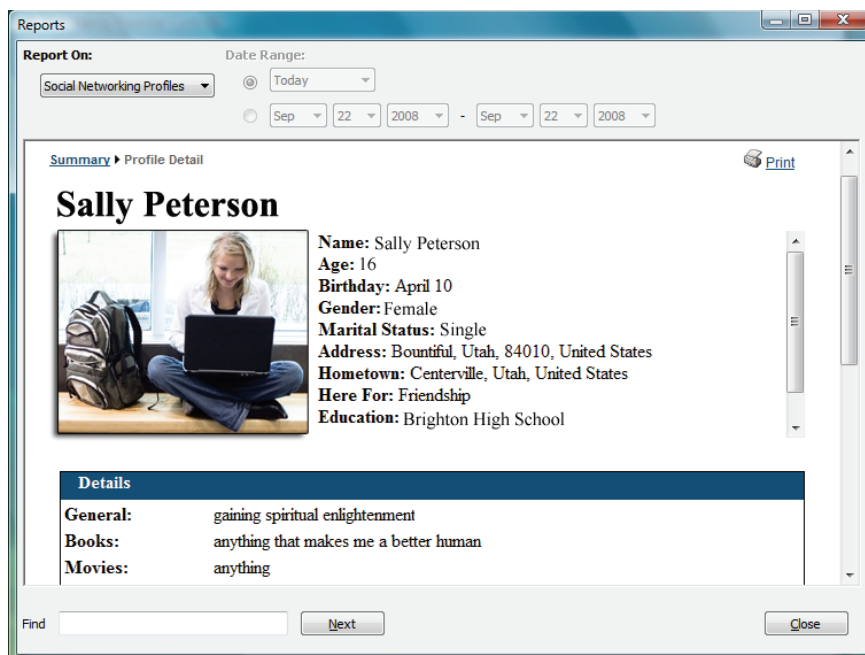 Reports
Report On:
Date Range:
Social Networking Profiles
Today
Sep 22 2008 - Sep 22 2008
Summary Profile Detail
Print
Sally Peterson
Name: Sally Peterson
Age: 16
Birthday: April 10
Gender: Female
Marital Status: Single
Address: Bountiful, Utah, 84010, United States
Hometown: Centerville, Utah, United States
Here For: Friendship
Education: Brighton High School
Details
General: gaining spiritual enlightenment
Books: anything that makes me a better human
Movies: anything
Find
Next
Close